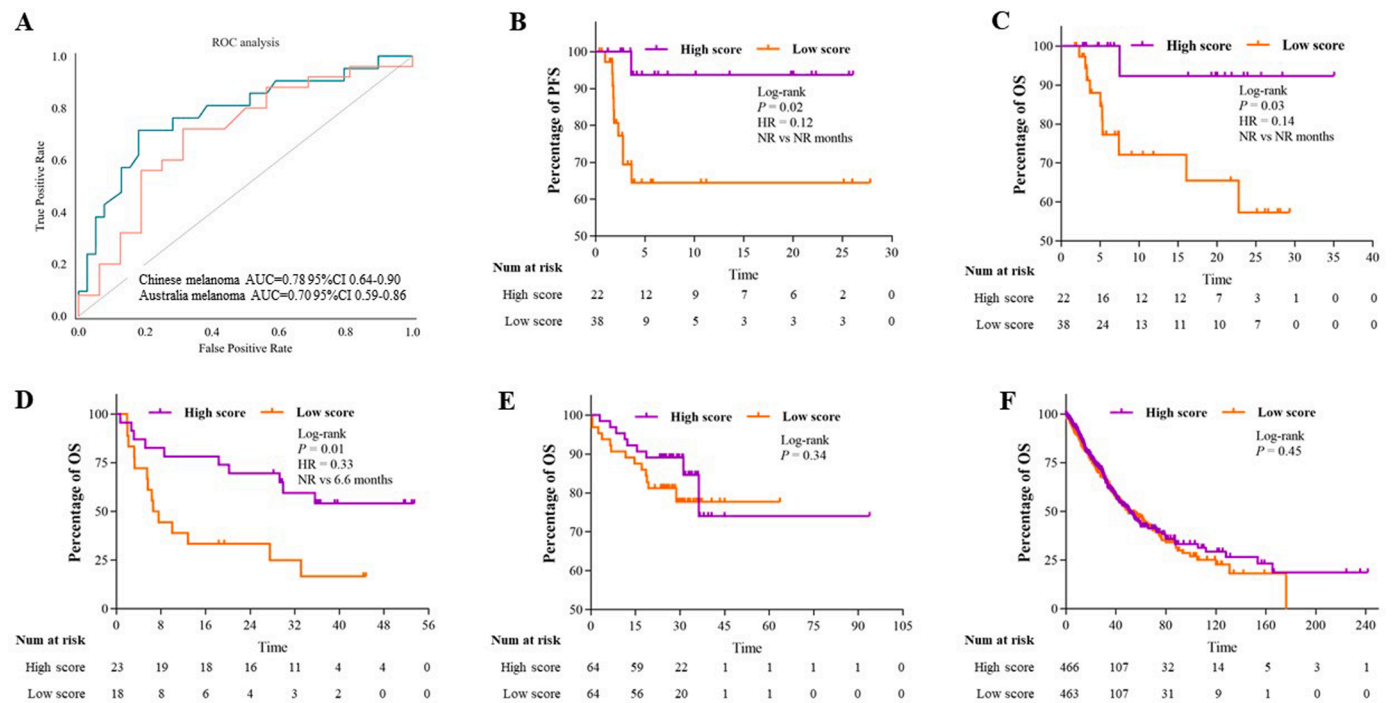 A
ROC analysis
1.0
0.8
0.6
0.4
0.2
0.0
True Positive Rate
Chinese melanoma AUC=0.78 95%CI 0.64-0.90
Australia melanoma AUC=0.70 95%CI 0.59-0.86
0.0 0.2 0.4 0.6 0.8 1.0
False Positive Rate
B
High score Low score
100
90
80
70
60
50
Percentage of PFS
Log-rank
P = 0.02
HR = 0.12
NR vs NR months
0 5 10 15 20 25 30
Time
Num at risk
High score 22 12 9 7 6 2 0
Low score 38 9 5 3 3 3 0
C
High score Low score
100
90
80
70
60
50
Percentage of OS
Log-rank
P = 0.03
HR = 0.14
NR vs NR months
0 5 10 15 20 25 30 35 40
Time
Num at risk
High score 22 16 12 12 7 3 1 0 0
Low score 38 24 13 11 10 7 0 0 0
D
High score Low score
100
75
50
25
0
Percentage of OS
Log-rank
P = 0.01
HR = 0.33
NR vs 6.6 months
0 8 16 24 32 40 48 56
Time
Num at risk
High score 23 19 18 16 11 4 4 0
Low score 18 8 6 4 3 2 0 0
E
High score Low score
100
90
80
70
60
50
Percentage of OS
Log-rank
P = 0.34
0 15 30 45 60 75 90 105
Time
Num at risk
High score 64 59 22 1 1 1 1 0
Low score 64 56 20 1 1 0 0 0
F
High score Low score
100
75
50
25
0
Percentage of OS
Log-rank
P = 0.45
0 40 80 120 160 200 240
Time
Num at risk
High score 466 107 32 14 5 3 1
Low score 463 107 31 9 1 0 0